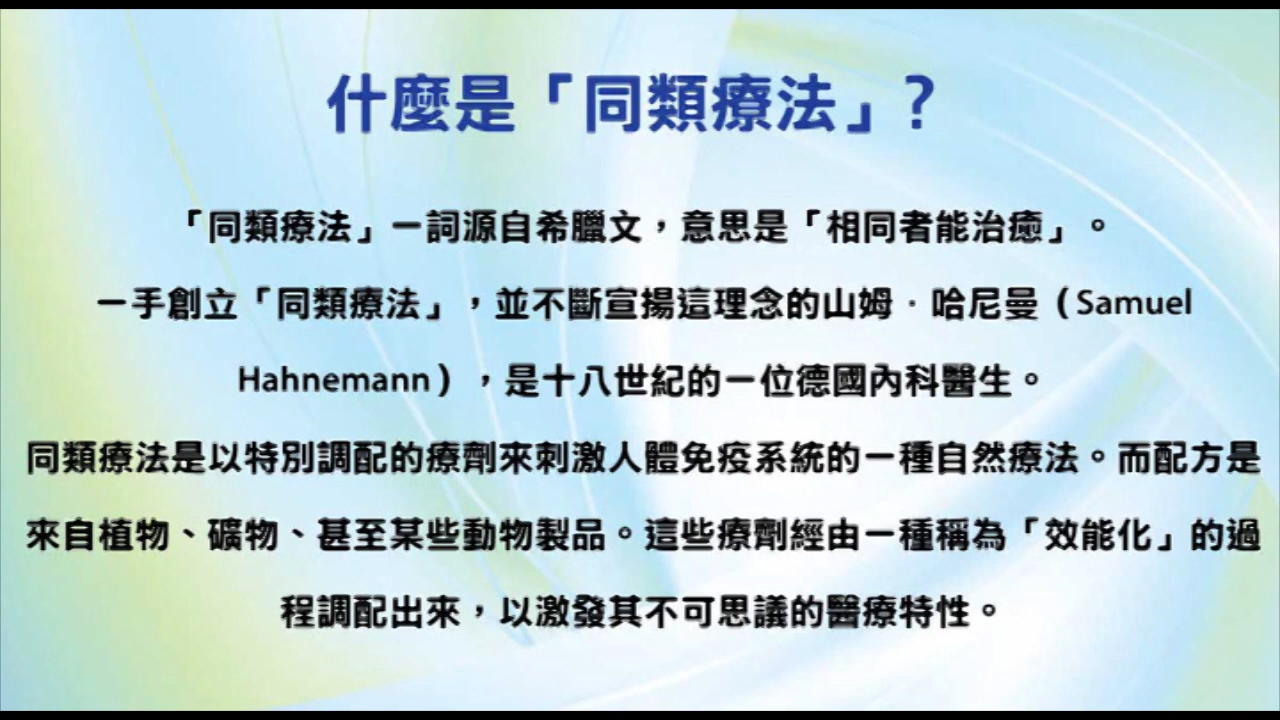 什麼是「同類療法」?
「同類療法」一詞源自希臘文，意思是「相同者能治癒」。
一手創立「同類療法」，並不斷宣揚這理念的山姆．哈尼曼（Samuel
Hahnemann），是十八世紀的一位德國內科醫生。
同類療法是以特別調配的療劑來刺激人體免疫系統的一種自然療法。而配方是
來自植物、礦物、甚至某些動物製品。這些療劑經由一種稱為「效能化」的過
程調配出來，以激發其不可思議的醫療特性。